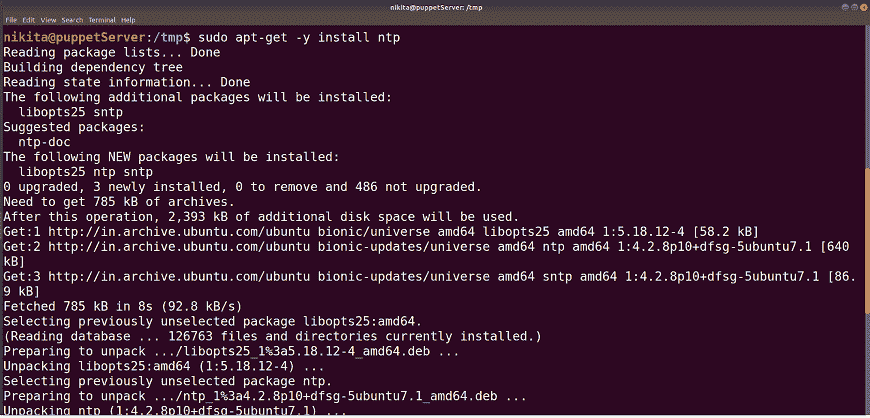 nikita@puppetServer: /tmp
File Edit View Search Terminal Help
nikita@puppetServer:/tmp$ sudo apt-get -y install ntp
Reading package lists... Done
Building dependency tree
Reading state information... Done
The following additional packages will be installed:
  libopts25 sntp
Suggested packages:
  ntp-doc
The following NEW packages will be installed:
  libopts25 ntp sntp
0 upgraded, 3 newly installed, 0 to remove and 486 not upgraded.
Need to get 785 kB of archives.
After this operation, 2,393 kB of additional disk space will be used.
Get:1 http://in.archive.ubuntu.com/ubuntu bionic/universe amd64 libopts25 amd64 1:5.18.12-4 [58.2 kB]
Get:2 http://in.archive.ubuntu.com/ubuntu bionic-updates/universe amd64 ntp amd64 1:4.2.8p10+dfsg-5ubuntu7.1 [640
kB]
Get:3 http://in.archive.ubuntu.com/ubuntu bionic-updates/universe amd64 sntp amd64 1:4.2.8p10+dfsg-5ubuntu7.1 [86.
9 kB]
Fetched 785 kB in 8s (92.8 kB/s)
Selecting previously unselected package libopts25:amd64.
(Reading database ... 126763 files and directories currently installed.)
Preparing to unpack .../libopts25_1%3a5.18.12-4_amd64.deb ...
Unpacking libopts25:amd64 (1:5.18.12-4) ...
Selecting previously unselected package ntp.
Preparing to unpack .../ntp_1%3a4.2.8p10+dfsg-5ubuntu7.1_amd64.deb ...
Unpacking ntp (1:4.2.8p10+dfsg-5ubuntu7.1) ...